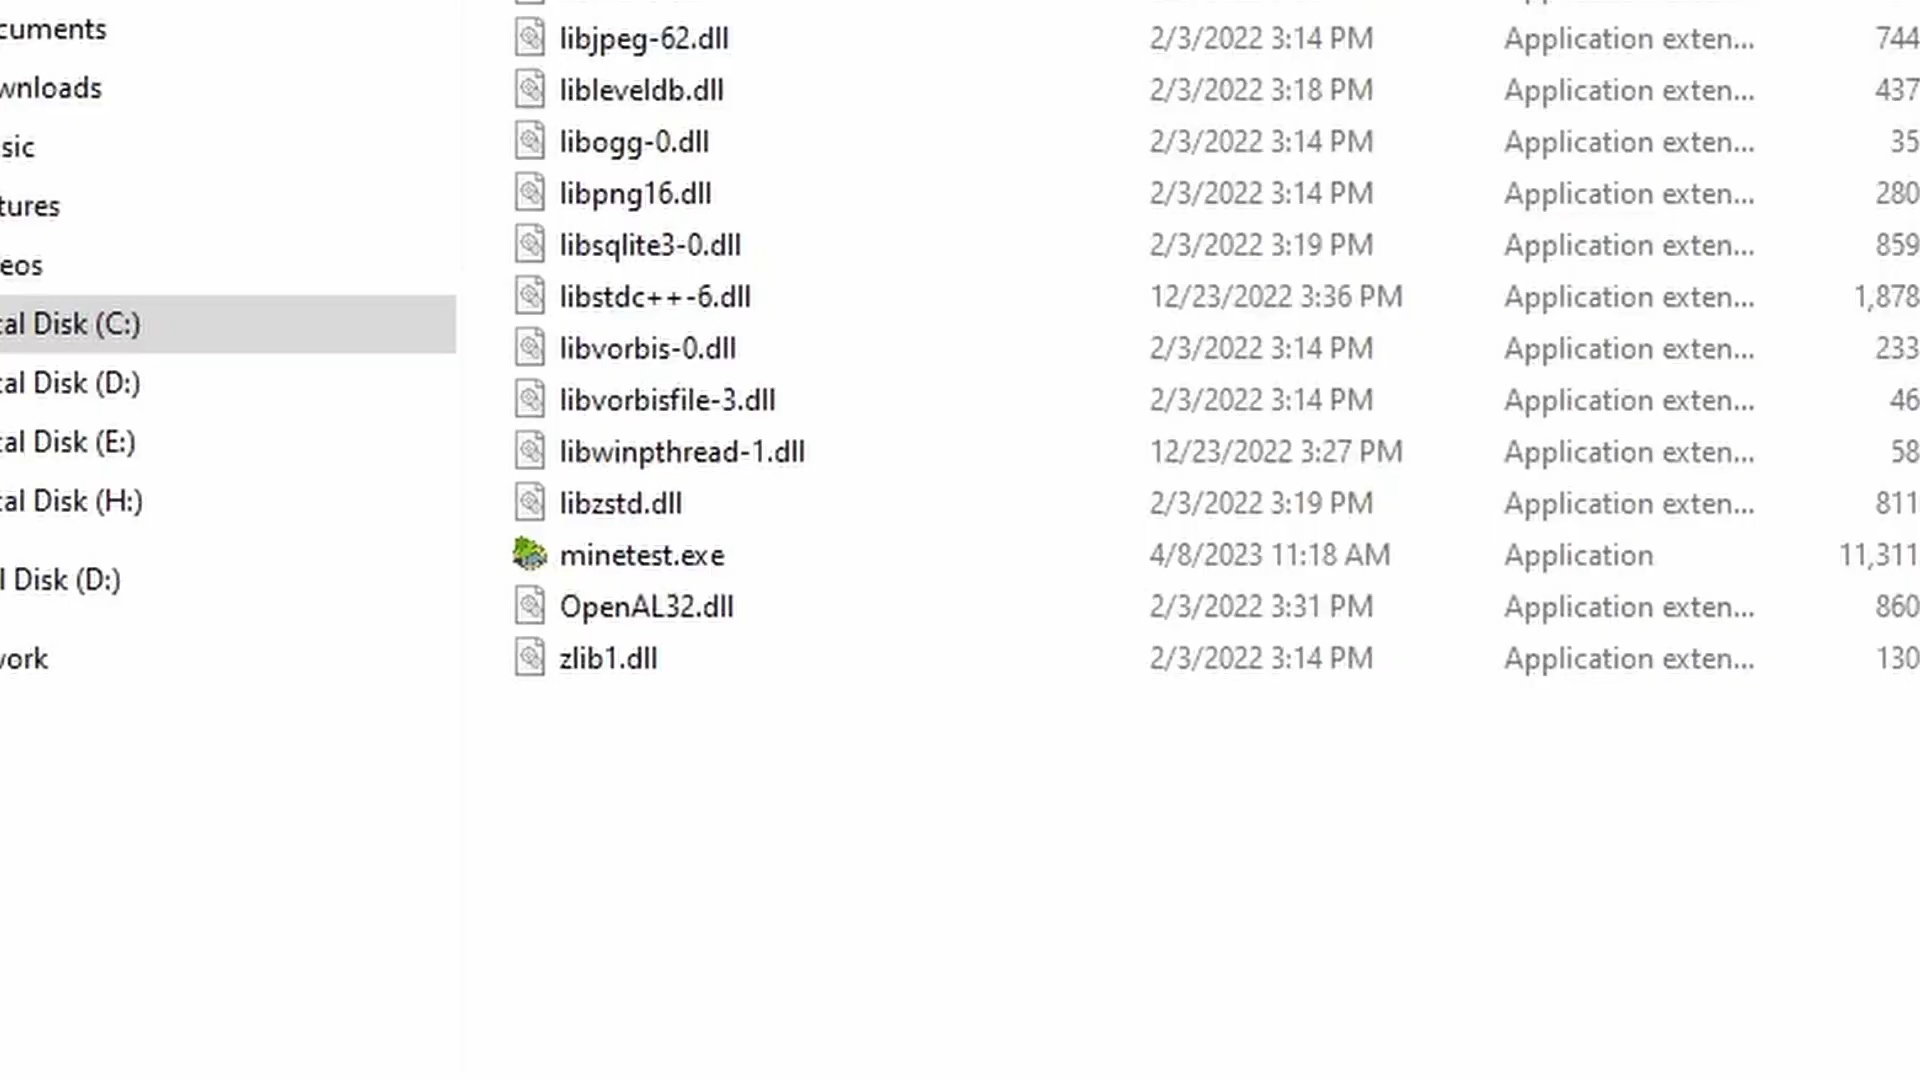 cuments
wnloads
sic
tures
eos
cal Disk (C:)
cal Disk (D:)
cal Disk (E:)
cal Disk (H:)
l Disk (D:)
work
libjpeg-62.dll 2/3/2022 3:14 PM Application exten... 744
libleveldb.dll 2/3/2022 3:18 PM Application exten... 437
libogg-0.dll 2/3/2022 3:14 PM Application exten... 35
libpng16.dll 2/3/2022 3:14 PM Application exten... 280
libsqlite3-0.dll 2/3/2022 3:19 PM Application exten... 859
libstdc++-6.dll 12/23/2022 3:36 PM Application exten... 1,878
libvorbis-0.dll 2/3/2022 3:14 PM Application exten... 233
libvorbisfile-3.dll 2/3/2022 3:14 PM Application exten... 46
libwinpthread-1.dll 12/23/2022 3:27 PM Application exten... 58
libzstd.dll 2/3/2022 3:19 PM Application exten... 811
minetest.exe 4/8/2023 11:18 AM Application 11,311
OpenAL32.dll 2/3/2022 3:31 PM Application exten... 860
zlib1.dll 2/3/2022 3:14 PM Application exten... 130